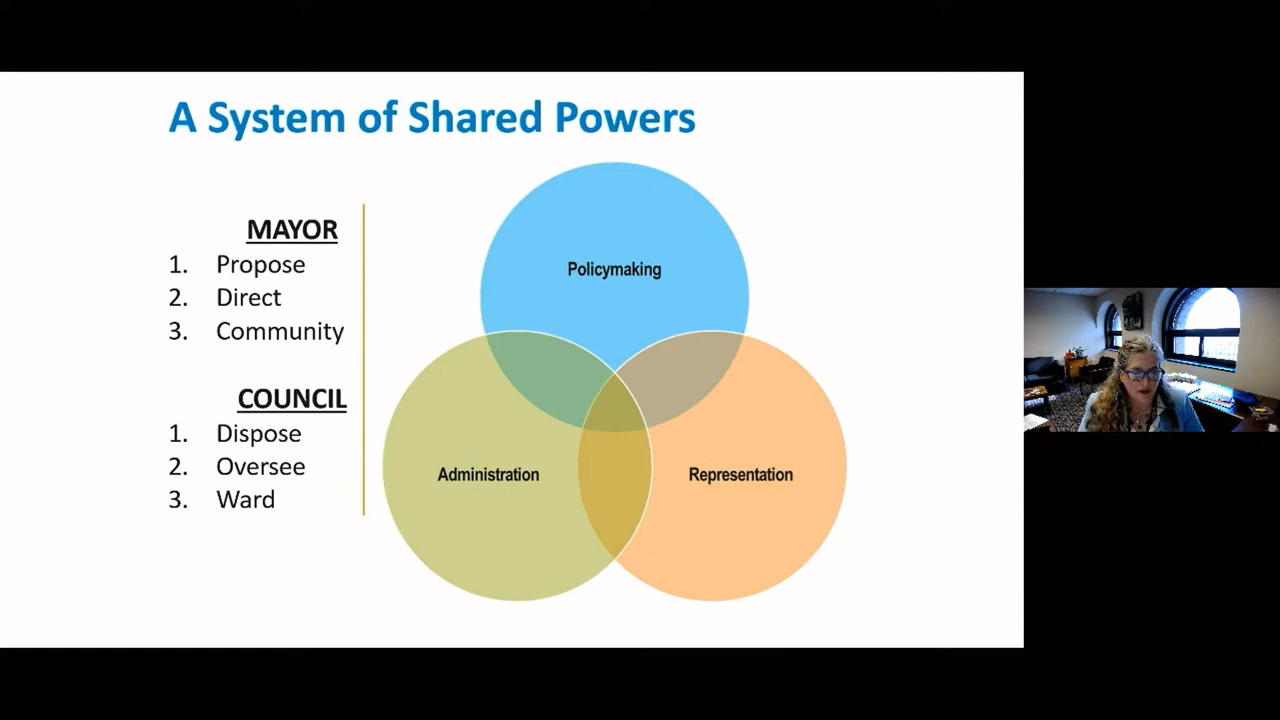 A System of Shared Powers
MAYOR
1. Propose
2. Direct
3. Community
COUNCIL
1. Dispose
2. Oversee
3. Ward
Policymaking
Administration
Representation